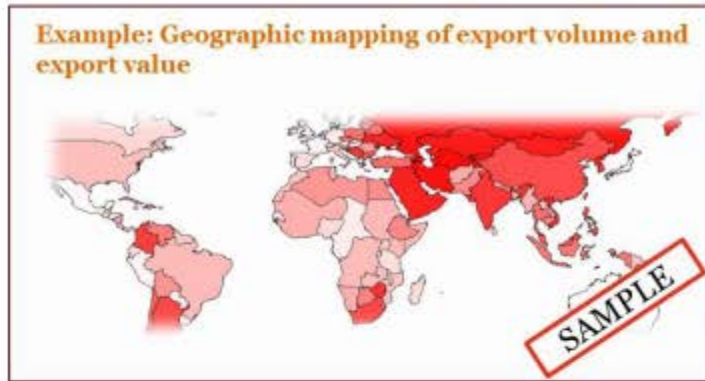 Example: Geographic mapping of export volume and
export value
SAMPLE